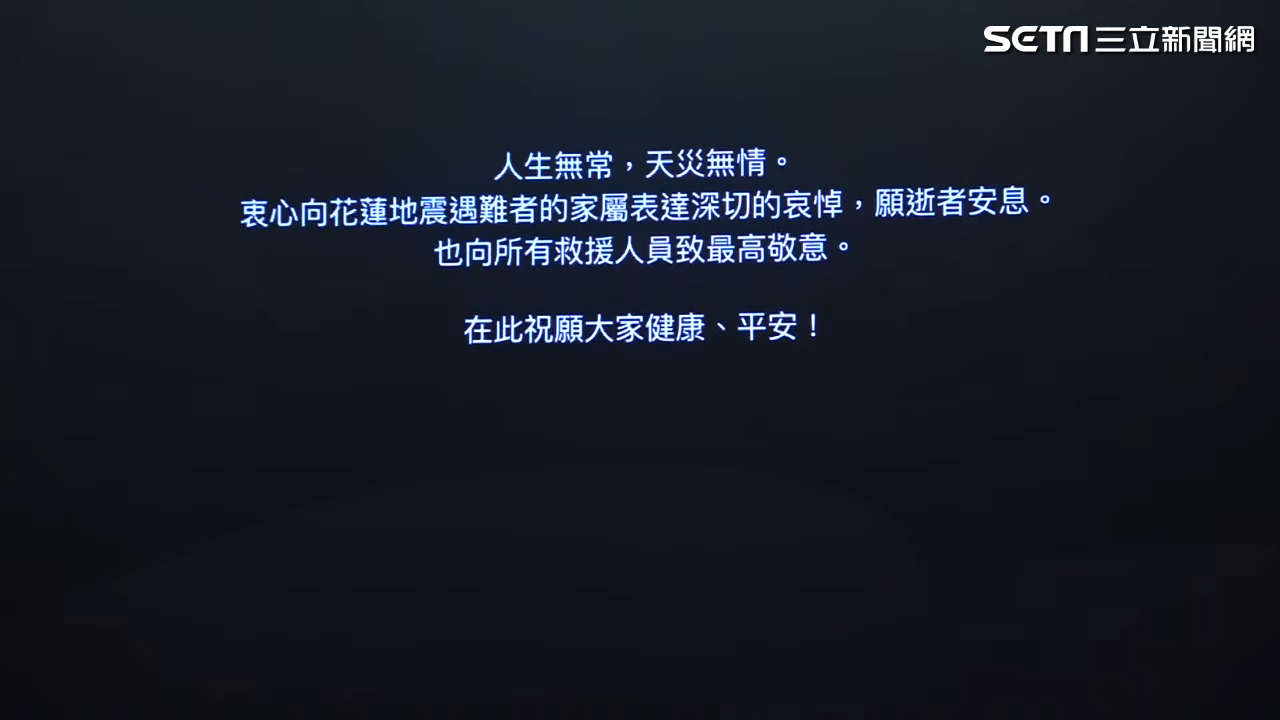 SETN三立新聞網
人生無常，天災無情。
衷心向花蓮地震遇難者的家屬表達深切的哀悼，願逝者安息。
也向所有救援人員致最高敬意。
在此祝願大家健康、平安！